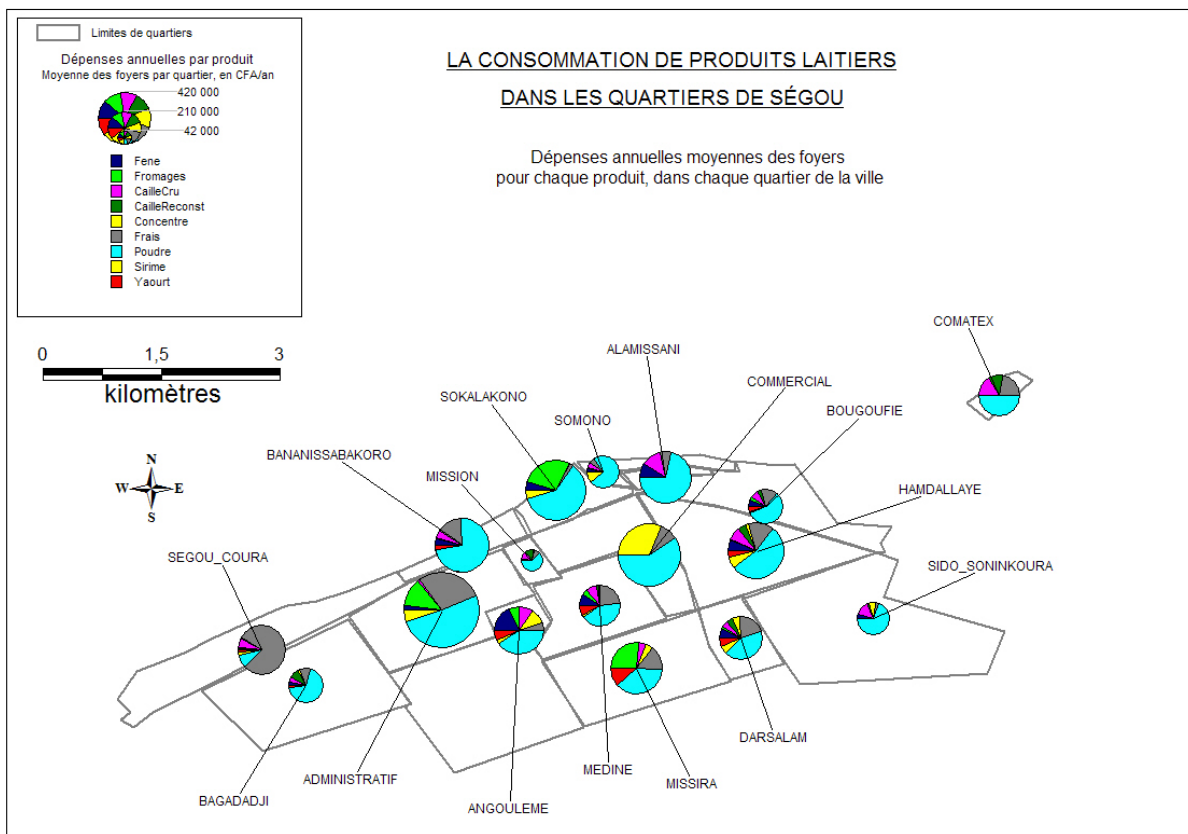 Limites de quartiers
Dépenses annuelles par produit
Moyenne des foyers par quartier, en CFA/an
420 000
210 000
42 000
Fene
Fromages
CailleCru
CailleReconst
Concentre
Frais
Poudre
Sirime
Yaourt
LA CONSOMMATION DE PRODUITS LAITIERS
DANS LES QUARTIERS DE SÉGOU
Dépenses annuelles moyennes des foyers
pour chaque produit, dans chaque quartier de la ville
0 1,5 3
kilomètres
N
W E
S
COMATEX
ALAMISSANI
COMMERCIAL
SOKALAKONO
BOUGOUFIE
SOMONO
BANANISSABAKORO
MISSION
HAMDALLAYE
SEGOU_COURA
SIDO_SONINKOURA
DARSALAM
MEDINE
ADMINISTRATIF
MISSIRA
BAGADADJI
ANGOULEME